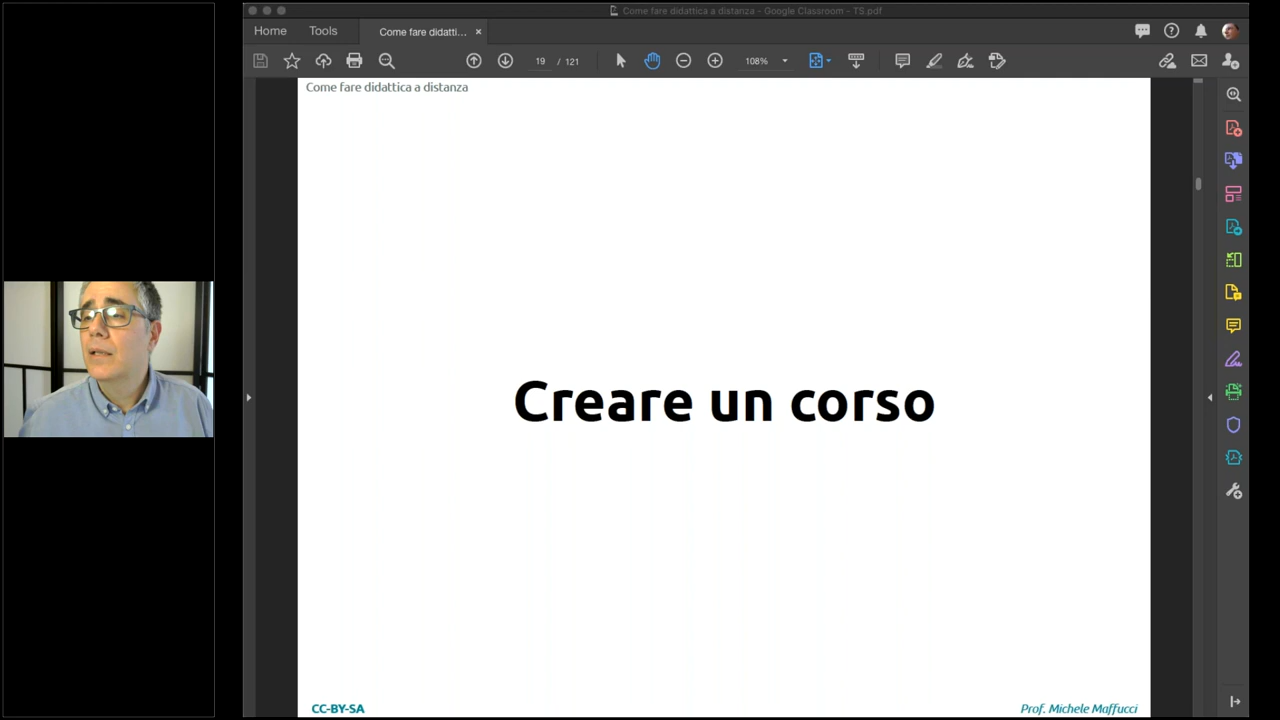 Come fare didattica a distanza - Google Classroom - TS.pdf
Home Tools Come fare didatti... ×
19 / 121 108%
Come fare didattica a distanza
Creare un corso
CC-BY-SA Prof. Michele Maffucci